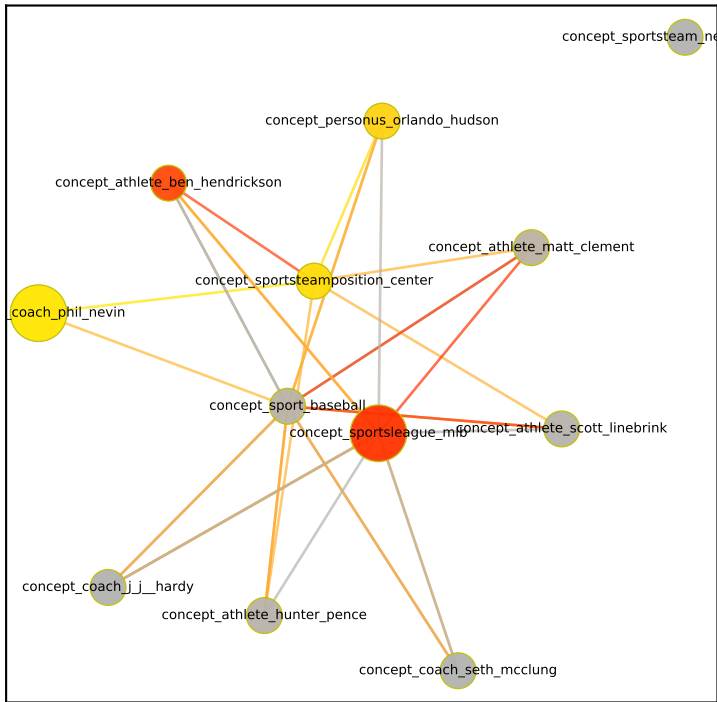 concept_sportsteam_ne
concept_personus_orlando_hudson
concept_athlete_ben_hendrickson
concept_athlete_matt_clement
concept_sportsteamposition_center
_coach_phil_nevin
concept_sport_baseball
concept_sportsleague_mlb
concept_athlete_scott_linebrink
concept_coach_j_j__hardy
concept_athlete_hunter_pence
concept_coach_seth_mcclung